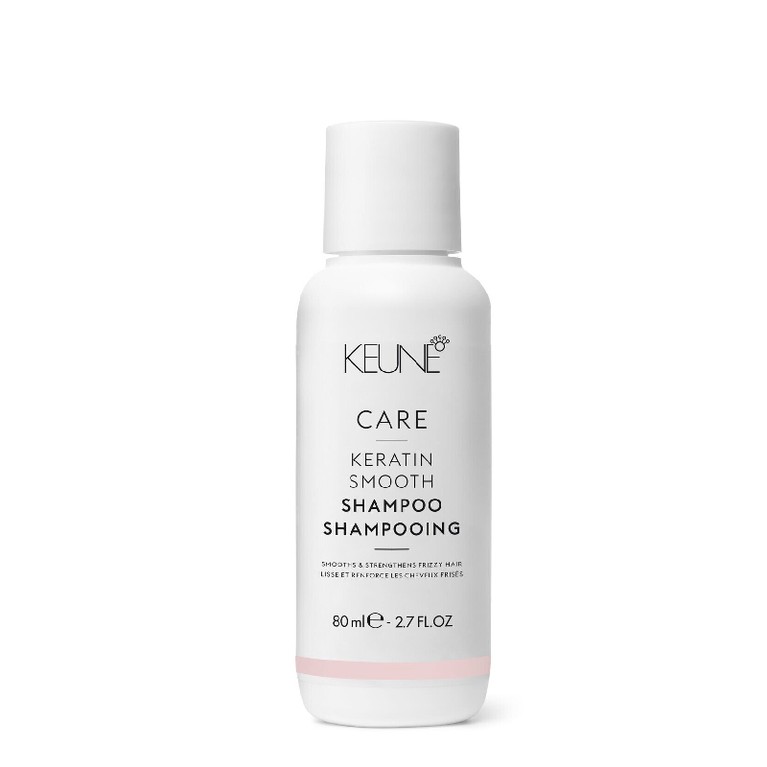 KEUNE
CARE
KERATIN
SMOOTH
SHAMPOO
SHAMPOOING
SMOOTHS & STRENGTHENS FRIZZY HAIR
LISSE ET RENFORCE LES CHEVEUX FRISÉS
80 ml ℮ - 2.7 FL.OZ